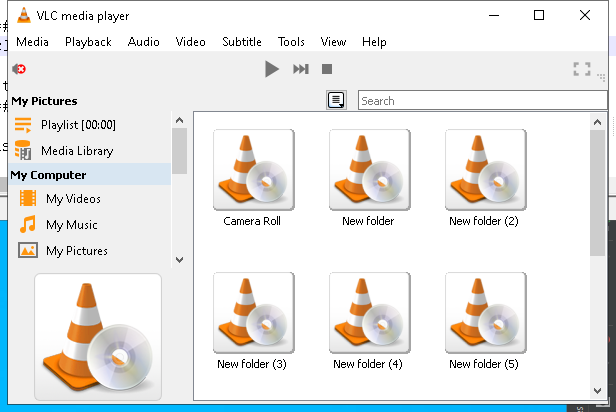 VLC media player
Media Playback Audio Video Subtitle Tools View Help
My Pictures
Search
Playlist [00:00]
Media Library
My Computer
My Videos
My Music
My Pictures
Camera Roll New folder New folder (2)
New folder (3) New folder (4) New folder (5)